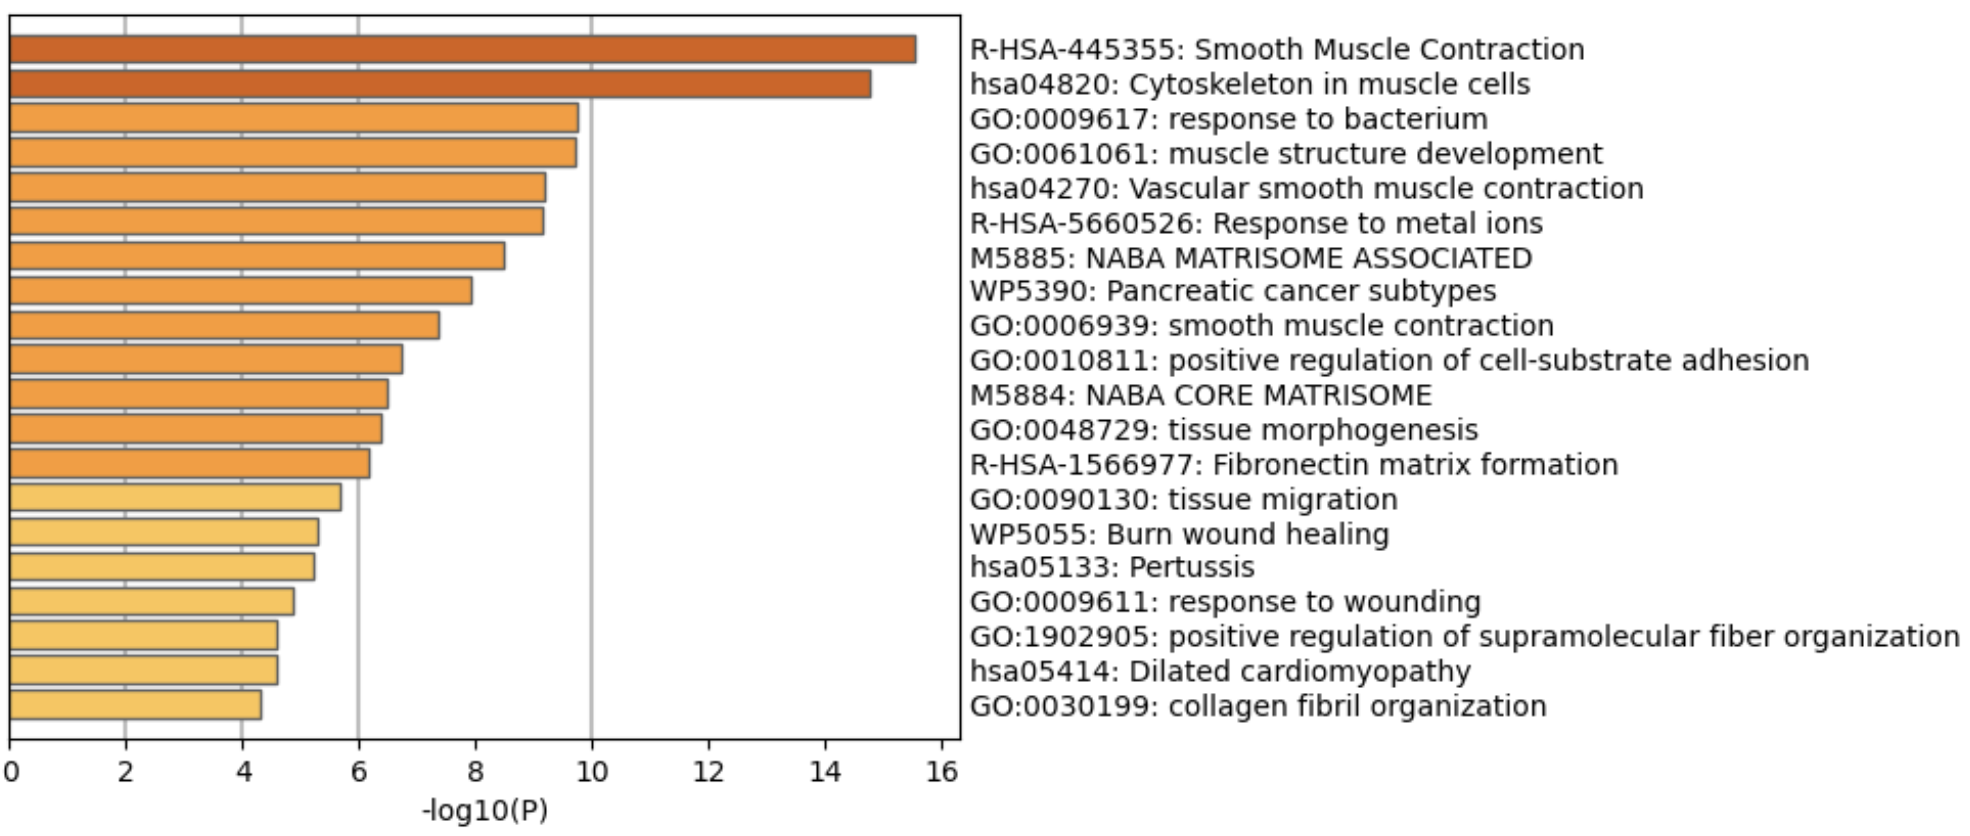 R-HSA-445355: Smooth Muscle Contraction
hsa04820: Cytoskeleton in muscle cells
GO:0009617: response to bacterium
GO:0061061: muscle structure development
hsa04270: Vascular smooth muscle contraction
R-HSA-5660526: Response to metal ions
M5885: NABA MATRISOME ASSOCIATED
WP5390: Pancreatic cancer subtypes
GO:0006939: smooth muscle contraction
GO:0010811: positive regulation of cell-substrate adhesion
M5884: NABA CORE MATRISOME
GO:0048729: tissue morphogenesis
R-HSA-1566977: Fibronectin matrix formation
GO:0090130: tissue migration
WP5055: Burn wound healing
hsa05133: Pertussis
GO:0009611: response to wounding
GO:1902905: positive regulation of supramolecular fiber organization
hsa05414: Dilated cardiomyopathy
GO:0030199: collagen fibril organization
0 2 4 6 8 10 12 14 16
-log10(P)